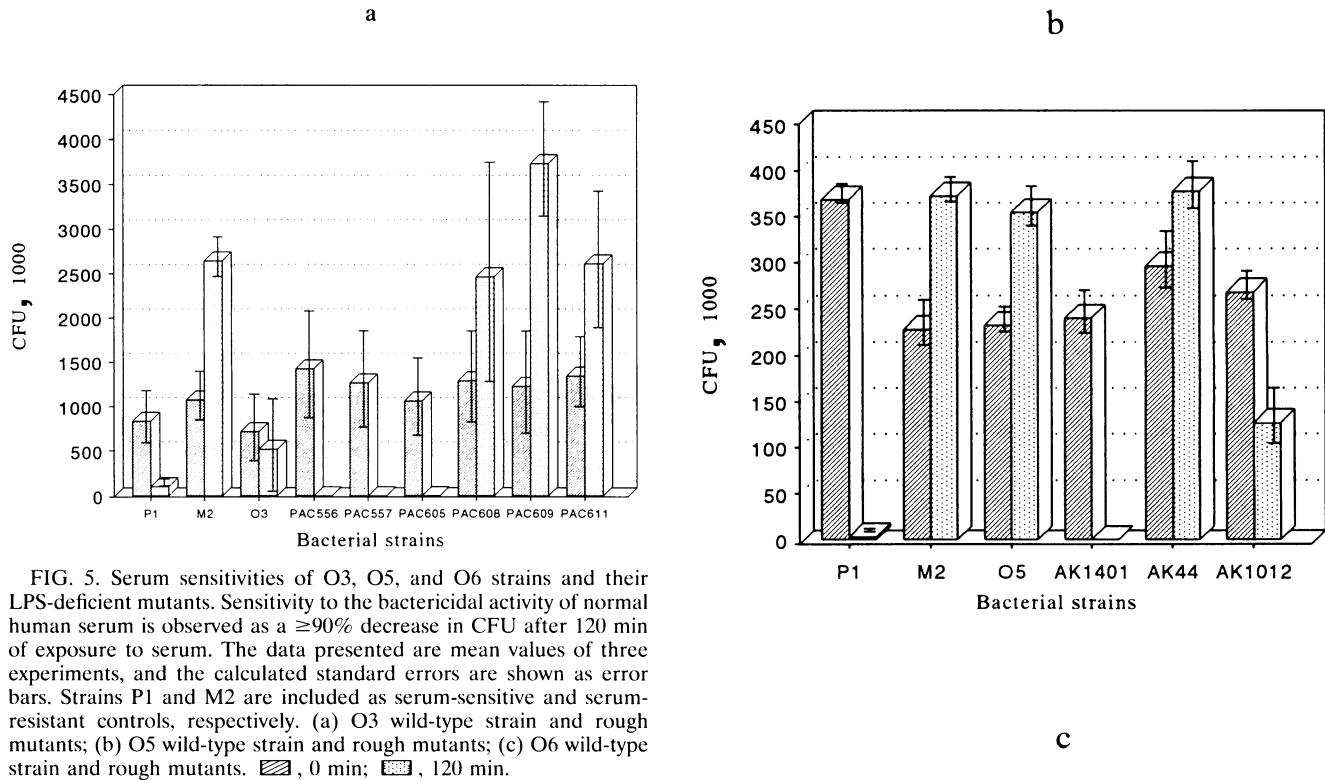 a
4500
4000
3500
3000
2500
2000
1500
1000
500
0
CFU, 1000
P1 M2 O3 PAC556 PAC557 PAC605 PAC608 PAC609 PAC611
Bacterial strains
FIG. 5. Serum sensitivities of O3, O5, and O6 strains and their
LPS-deficient mutants. Sensitivity to the bactericidal activity of normal
human serum is observed as a ≥90% decrease in CFU after 120 min
of exposure to serum. The data presented are mean values of three
experiments, and the calculated standard errors are shown as error
bars. Strains P1 and M2 are included as serum-sensitive and serum-
resistant controls, respectively. (a) O3 wild-type strain and rough
mutants; (b) O5 wild-type strain and rough mutants; (c) O6 wild-type
strain and rough mutants. , 0 min; , 120 min.
b
450
400
350
300
250
200
150
100
50
0
CFU, 1000
P1 M2 O5 AK1401 AK44 AK1012
Bacterial strains
c